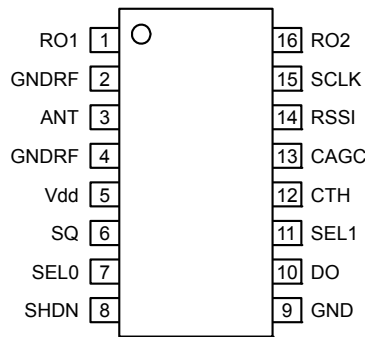 RO1 1 16 RO2
GNDRF 2 15 SCLK
ANT 3 14 RSSI
GNDRF 4 13 CAGC
Vdd 5 12 CTH
SQ 6 11 SEL1
SEL0 7 10 DO
SHDN 8 9 GND